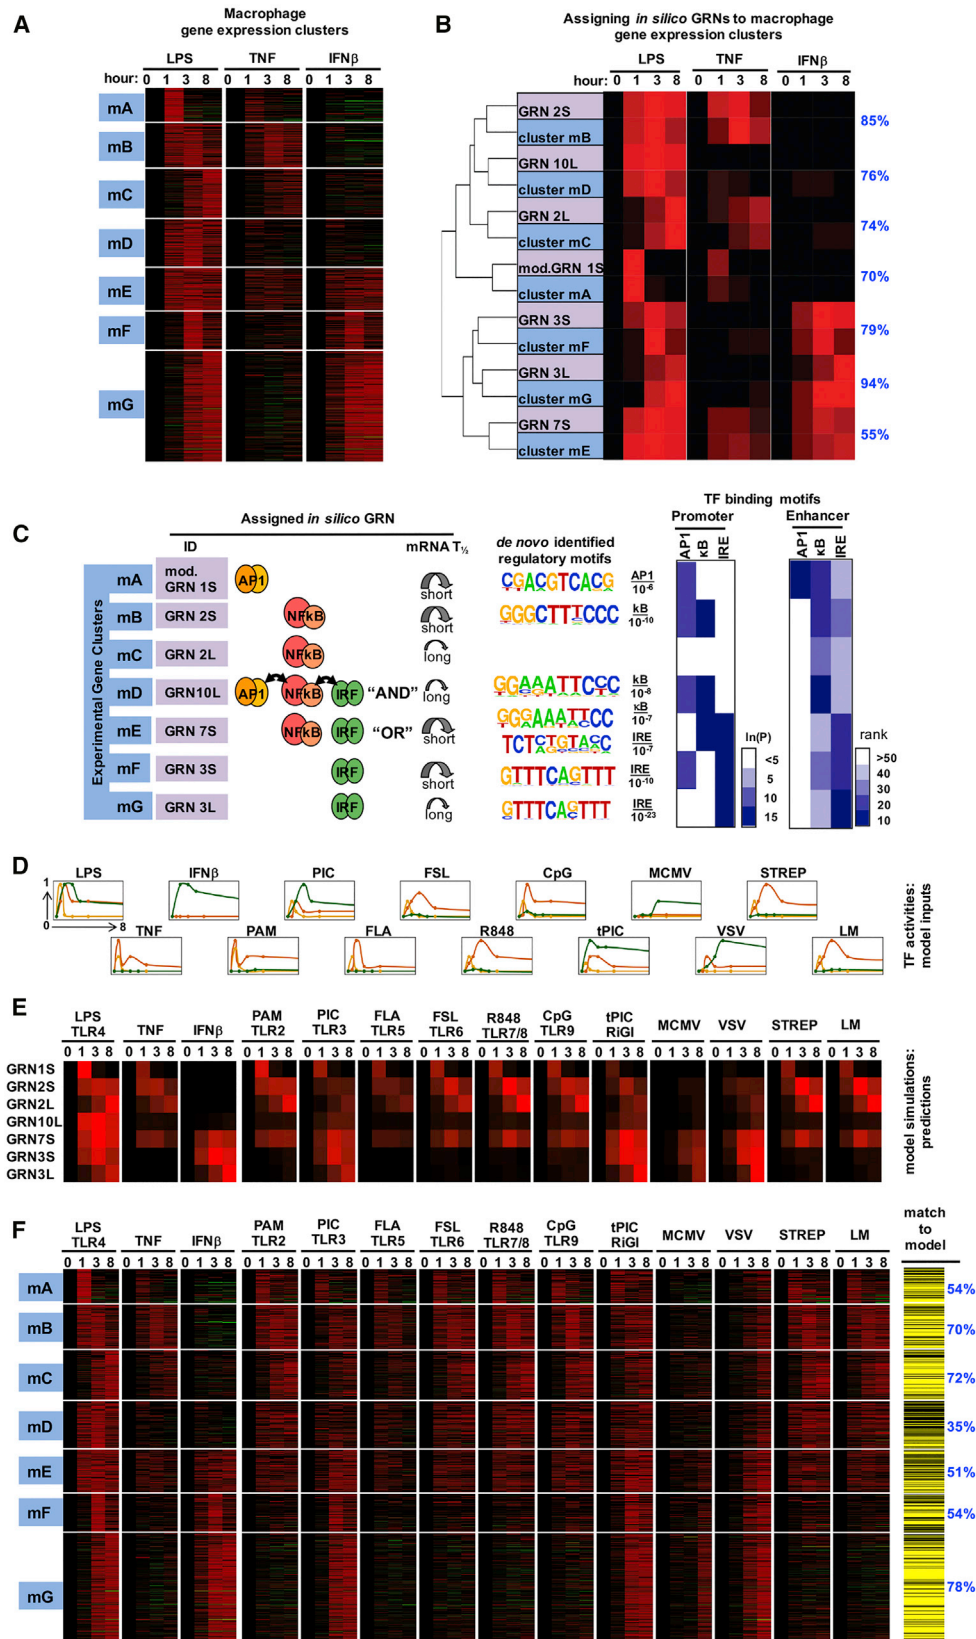 A
Macrophage
gene expression clusters
LPS TNF IFNβ
hour: 0 1 3 8 0 1 3 8 0 1 3 8
mA
mB
mC
mD
mE
mF
mG
B
Assigning in silico GRNs to macrophage
gene expression clusters
LPS TNF IFNβ
hour: 0 1 3 8 0 1 3 8 0 1 3 8
GRN 2S
85%
cluster mB
GRN 10L
76%
cluster mD
GRN 2L
74%
cluster mC
mod.GRN 1S
70%
cluster mA
GRN 3S
79%
cluster mF
GRN 3L
94%
cluster mG
GRN 7S
55%
cluster mE
C
Assigned in silico GRN
ID
mRNA T½
de novo identified
regulatory motifs
TF binding motifs
Promoter Enhancer
AP1 κB IRE AP1 κB IRE
Experimental Gene Clusters
mA mod. GRN 1S AP1 short
mB GRN 2S NFkB short
mC GRN 2L NFkB long
mD GRN10L AP1 NFkB IRF “AND” long
mE GRN 7S NFkB IRF “OR” short
mF GRN 3S IRF short
mG GRN 3L IRF long
CGACGTCACG AP1 10-6
GGGCTTTCCC kB 10-10
GGAAATTCCC kB 10-8
GGGAAATTCC kB 10-7
TCTCTGTACC IRE 10-7
GTTTCAGTTT IRE 10-10
GTTTCACTTT IRE 10-23
ln(P)
<5
5
10
15
rank
>50
40
30
20
10
D
LPS IFNβ PIC FSL CpG MCMV STREP
1
0 8
TNF PAM FLA R848 tPIC VSV LM
TF activities:
model inputs
E
LPS TLR4 TNF IFNβ PAM TLR2 PIC TLR3 FLA TLR5 FSL TLR6 R848 TLR7/8 CpG TLR9 tPIC RiGI MCMV VSV STREP LM
0 1 3 8 0 1 3 8 0 1 3 8 0 1 3 8 0 1 3 8 0 1 3 8 0 1 3 8 0 1 3 8 0 1 3 8 0 1 3 8 0 1 3 8 0 1 3 8 0 1 3 8 0 1 3 8
GRN1S
GRN2S
GRN2L
GRN10L
GRN7S
GRN3S
GRN3L
model simulations:
predictions
F
LPS TLR4 TNF IFNβ PAM TLR2 PIC TLR3 FLA TLR5 FSL TLR6 R848 TLR7/8 CpG TLR9 tPIC RiGI MCMV VSV STREP LM
match
to
model
0 1 3 8 0 1 3 8 0 1 3 8 0 1 3 8 0 1 3 8 0 1 3 8 0 1 3 8 0 1 3 8 0 1 3 8 0 1 3 8 0 1 3 8 0 1 3 8 0 1 3 8 0 1 3 8
mA 54%
mB 70%
mC 72%
mD 35%
mE 51%
mF 54%
mG 78%